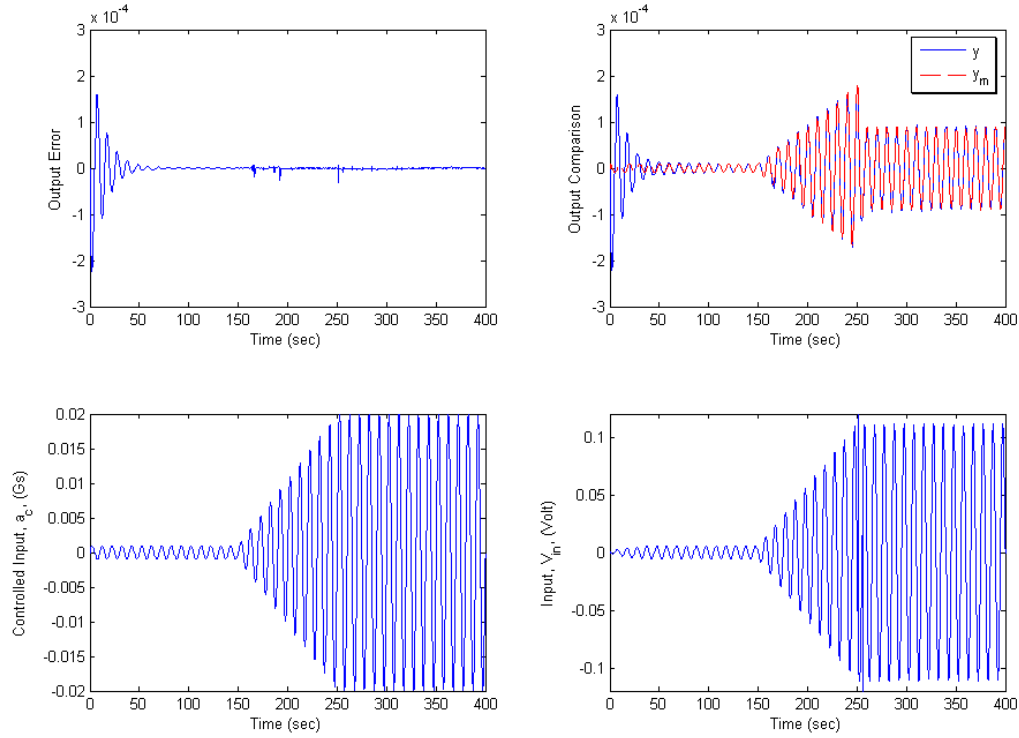 x 10^-4
3
2
1
0
-1
-2
-3
0 50 100 150 200 250 300 350 400
Time (sec)
Output Error
x 10^-4
3
2
1
0
-1
-2
-3
0 50 100 150 200 250 300 350 400
Time (sec)
Output Comparison
y
y_m
0.02
0.015
0.01
0.005
0
-0.005
-0.01
-0.015
-0.02
0 50 100 150 200 250 300 350 400
Time (sec)
Controlled Input, a_c, (Gs)
0.1
0.05
0
-0.05
-0.1
0 50 100 150 200 250 300 350 400
Time (sec)
Input, V_in, (Volt)